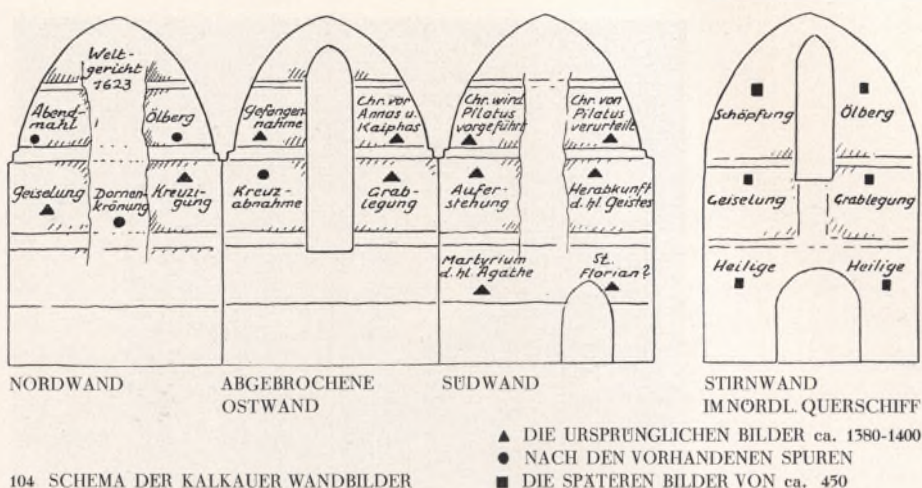 Welt-
gericht
1623
Abend-
mahl
Ölberg
Geiselung
Dornen-
krönung
Kreuzi-
gung
Gefangen-
nahme
Chr. vor
Annas u.
Kaiphas
Kreuz-
abnahme
Grab-
legung
Chr. wird
Pilatus
vorgeführt
Chr. von
Pilatus
verurteilt
Aufer-
stehung
Herabkunft
d. hl. Geistes
Martyrium
d. hl. Agathe
St.
Florian?
Schöpfung
Ölberg
Geiselung
Grablegung
Heilige
Heilige
NORDWAND
ABGEBROCHENE
OSTWAND
SÜDWAND
STIRNWAND
IM NÖRDL. QUERSCHIFF
▲ DIE URSPRÜNGLICHEN BILDER ca. 1380-1400
● NACH DEN VORHANDENEN SPUREN
■ DIE SPÄTEREN BILDER VON ca. 450
104 SCHEMA DER KALKAUER WANDBILDER